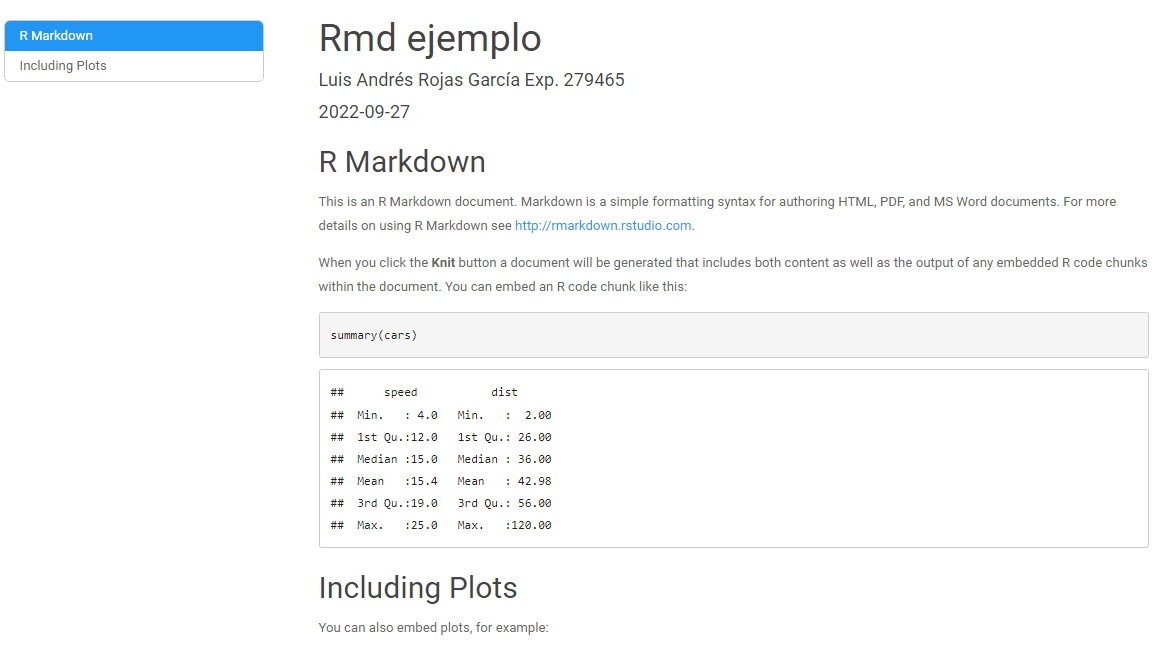 R Markdown
Including Plots
Rmd ejemplo
Luis Andrés Rojas García Exp. 279465
2022-09-27
R Markdown
This is an R Markdown document. Markdown is a simple formatting syntax for authoring HTML, PDF, and MS Word documents. For more
details on using R Markdown see http://rmarkdown.rstudio.com.
When you click the Knit button a document will be generated that includes both content as well as the output of any embedded R code chunks
within the document. You can embed an R code chunk like this:
summary(cars)
##      speed           dist
##  Min.   : 4.0   Min.   :  2.00
##  1st Qu.:12.0   1st Qu.: 26.00
##  Median :15.0   Median : 36.00
##  Mean   :15.4   Mean   : 42.98
##  3rd Qu.:19.0   3rd Qu.: 56.00
##  Max.   :25.0   Max.   :120.00
Including Plots
You can also embed plots, for example: